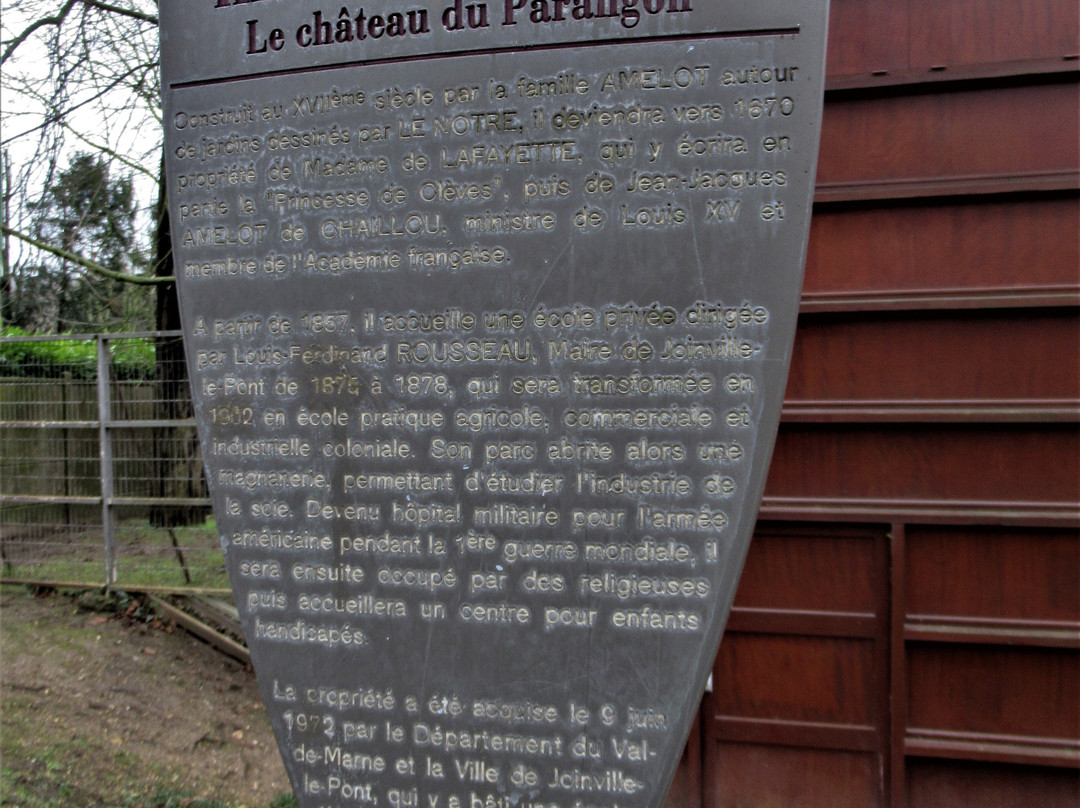 Le château du Parangon
Construit au XVIIème siècle par la famille AMELOT autour
de jardins dessinés par LE NOTRE, il deviendra vers 1670
propriété de Madame de LAFAYETTE, qui y écrira en
partie la "Princesse de Clèves", puis de Jean-Jacques
AMELOT de CHAILLOU, ministre de Louis XV et
membre de l'Académie française.
A partir de 1857, il accueille une école privée dirigée
par Louis-Ferdinand ROUSSEAU, Maire de Joinville-
le-Pont de à 1878, qui sera transformée en
1902 en école pratique agricole, commerciale et
industrielle coloniale. Son parc abrite alors une
magnanerie, permettant d'étudier l'industrie de
la soie. Devenu hôpital militaire pour l'armée
américaine pendant la 1ère guerre mondiale, il
sera ensuite occupé par des religieuses
puis accueillera un centre pour enfants
handicapés.
La propriété a été acquise le 9 juin
1972 par le Département du Val-
de-Marne et la Ville de Joinville-
le-Pont, qui y a bâti une